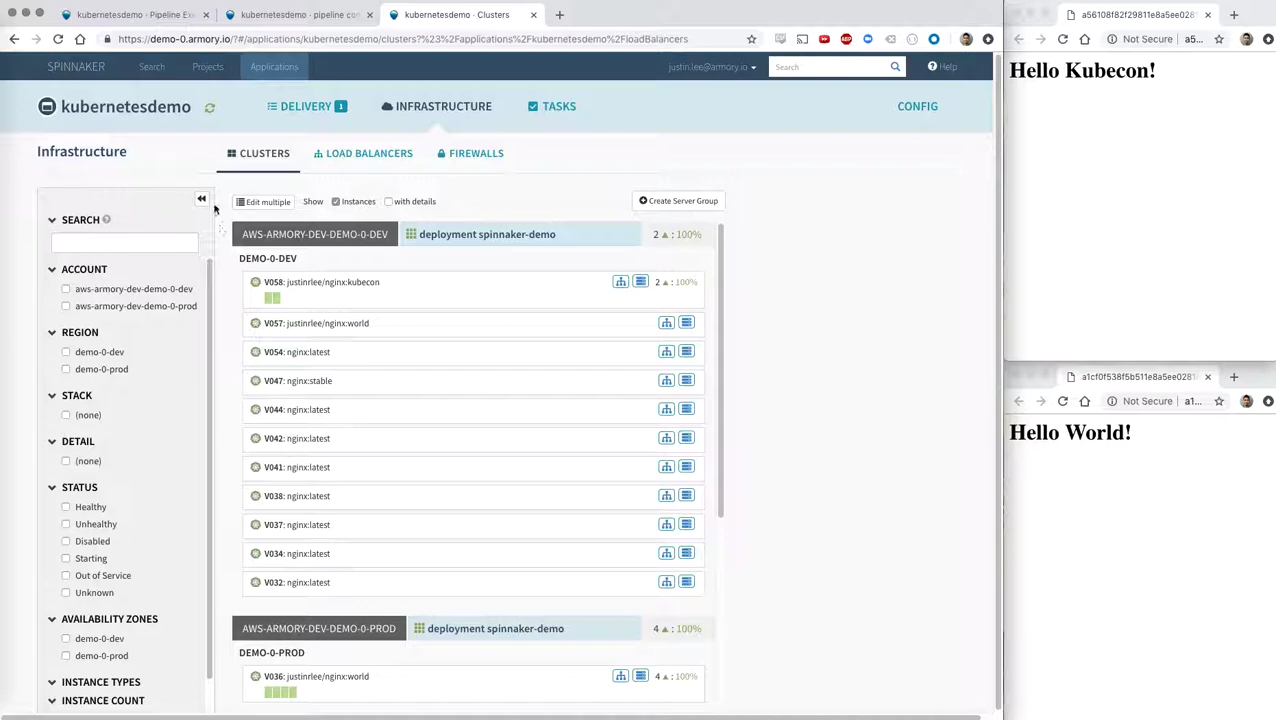 kubernetesdemo · Pipeline Ex
kubernetesdemo · pipeline con
kubernetesdemo · Clusters
https://demo-0.armory.io/?#/applications/kubernetesdemo/clusters?%23%2Fapplications%2Fkubernetesdemo%2FloadBalancers
SPINNAKER
Search
Projects
Applications
justin.lee@armory.io
Search
Help
kubernetesdemo
DELIVERY 1
INFRASTRUCTURE
TASKS
CONFIG
Infrastructure
CLUSTERS
LOAD BALANCERS
FIREWALLS
SEARCH
ACCOUNT
aws-armory-dev-demo-0-dev
aws-armory-dev-demo-0-prod
REGION
demo-0-dev
demo-0-prod
STACK
(none)
DETAIL
(none)
STATUS
Healthy
Unhealthy
Disabled
Starting
Out of Service
Unknown
AVAILABILITY ZONES
demo-0-dev
demo-0-prod
INSTANCE TYPES
INSTANCE COUNT
Edit multiple
Show
Instances
with details
Create Server Group
AWS-ARMORY-DEV-DEMO-0-DEV
deployment spinnaker-demo
2 : 100%
DEMO-0-DEV
V058: justinrlee/nginx:kubecon
2 : 100%
V057: justinrlee/nginx:world
V054: nginx:latest
V047: nginx:stable
V044: nginx:latest
V042: nginx:latest
V041: nginx:latest
V038: nginx:latest
V037: nginx:latest
V034: nginx:latest
V032: nginx:latest
AWS-ARMORY-DEV-DEMO-0-PROD
deployment spinnaker-demo
4 : 100%
DEMO-0-PROD
V036: justinrlee/nginx:world
4 : 100%
a56108f82f29811e8a5ee028
Not Secure
a5...
Hello Kubecon!
a1cf0f538f5b511e8a5ee0281
Not Secure
a1...
Hello World!